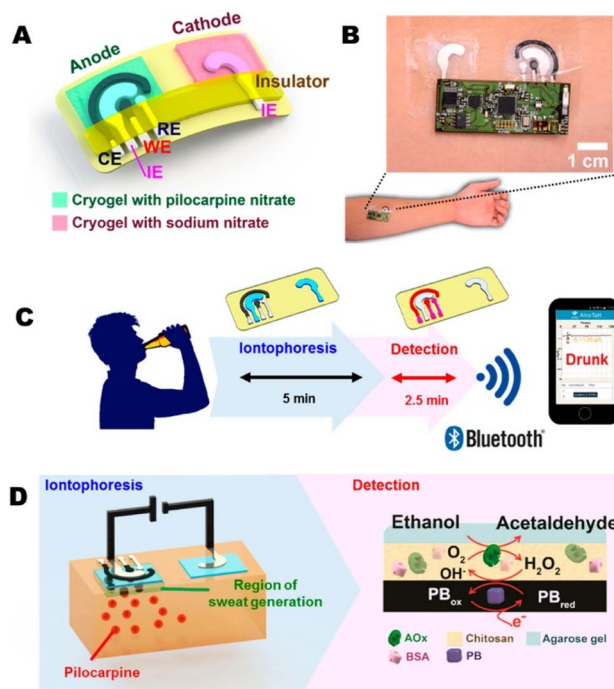 A
Cathode
Anode
Insulator
IE
RE
WE
CE
IE
Cryogel with pilocarpine nitrate
Cryogel with sodium nitrate
B
1 cm
C
Iontophoresis
Detection
5 min
2.5 min
Bluetooth®
Drunk
D
Iontophoresis
Detection
Region of
sweat generation
Pilocarpine
Ethanol
Acetaldehyde
O2
H2O2
OH-
PBox
PBred
e-
AOx
Chitosan
Agarose gel
BSA
PB